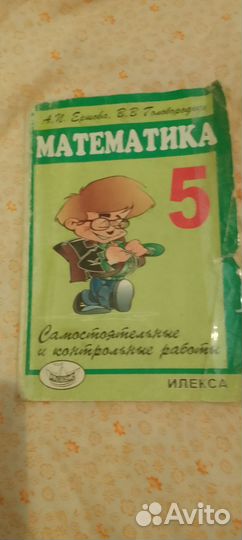 А.П. Ершова, В.В. Голобородько
МАТЕМАТИКА
5
Самостоятельные
и контрольные работы
ИЛЕКСА
Avito